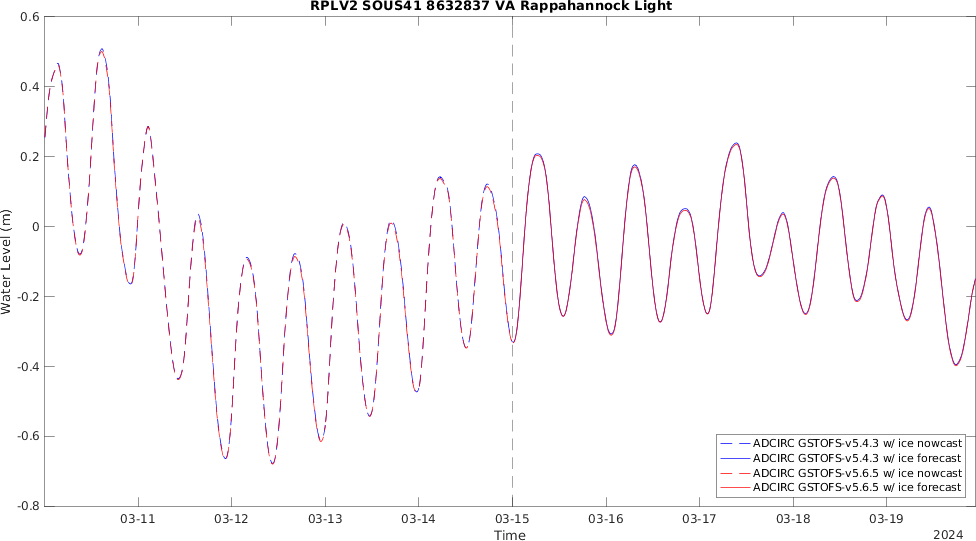 RPLV2 SOUS41 8632837 VA Rappahannock Light
Water Level (m)
0.6
0.4
0.2
0
-0.2
-0.4
-0.6
-0.8
ADCIRC GSTOFS-v5.4.3 w/ ice nowcast
ADCIRC GSTOFS-v5.4.3 w/ ice forecast
ADCIRC GSTOFS-v5.6.5 w/ ice nowcast
ADCIRC GSTOFS-v5.6.5 w/ ice forecast
03-11 03-12 03-13 03-14 03-15 03-16 03-17 03-18 03-19
Time
2024